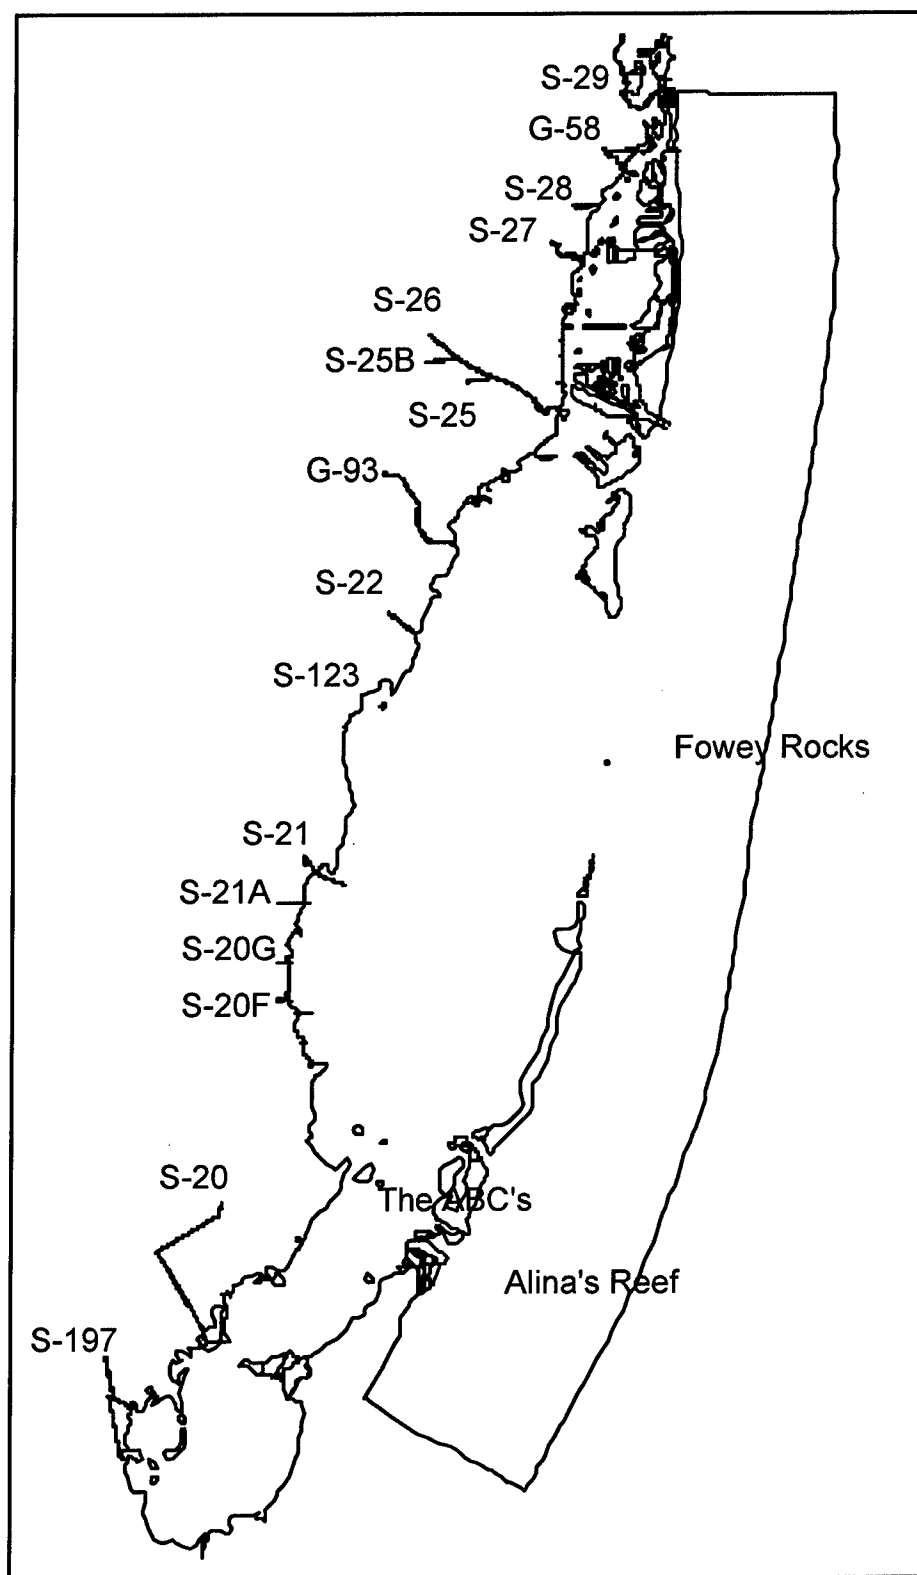 S-29
G-58
S-28
S-27
S-26
S-25B
S-25
G-93
S-22
S-123
Fowey Rocks
S-21
S-21A
S-20G
S-20F
S-20
The ABC's
Alina's Reef
S-197